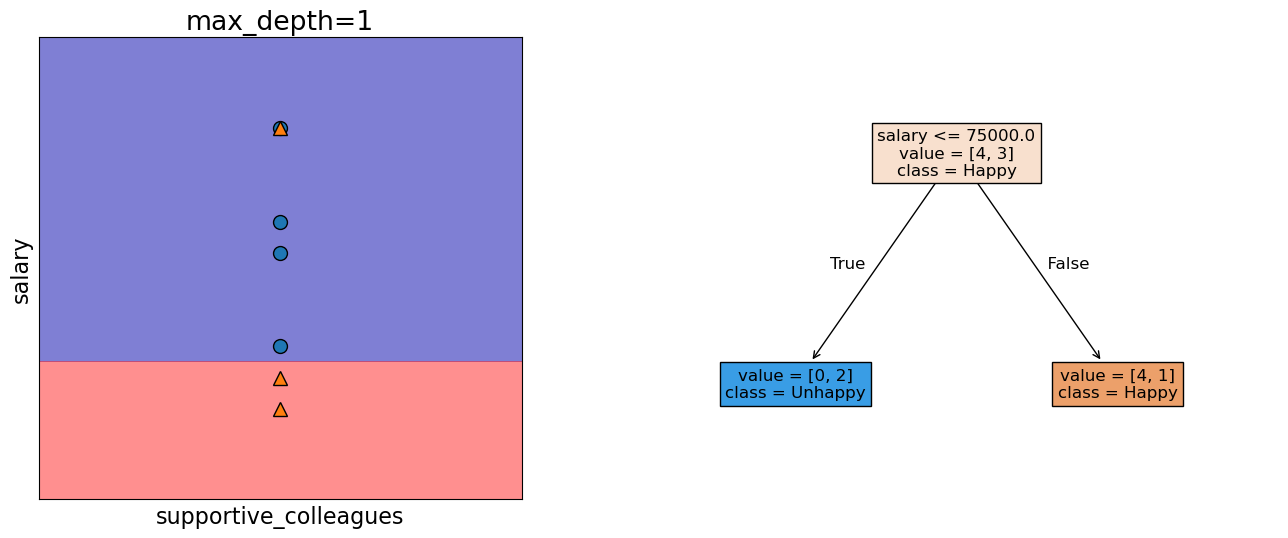 max_depth=1
salary
supportive_colleagues
salary <= 75000.0
value = [4, 3]
class = Happy
True
False
value = [0, 2]
class = Unhappy
value = [4, 1]
class = Happy